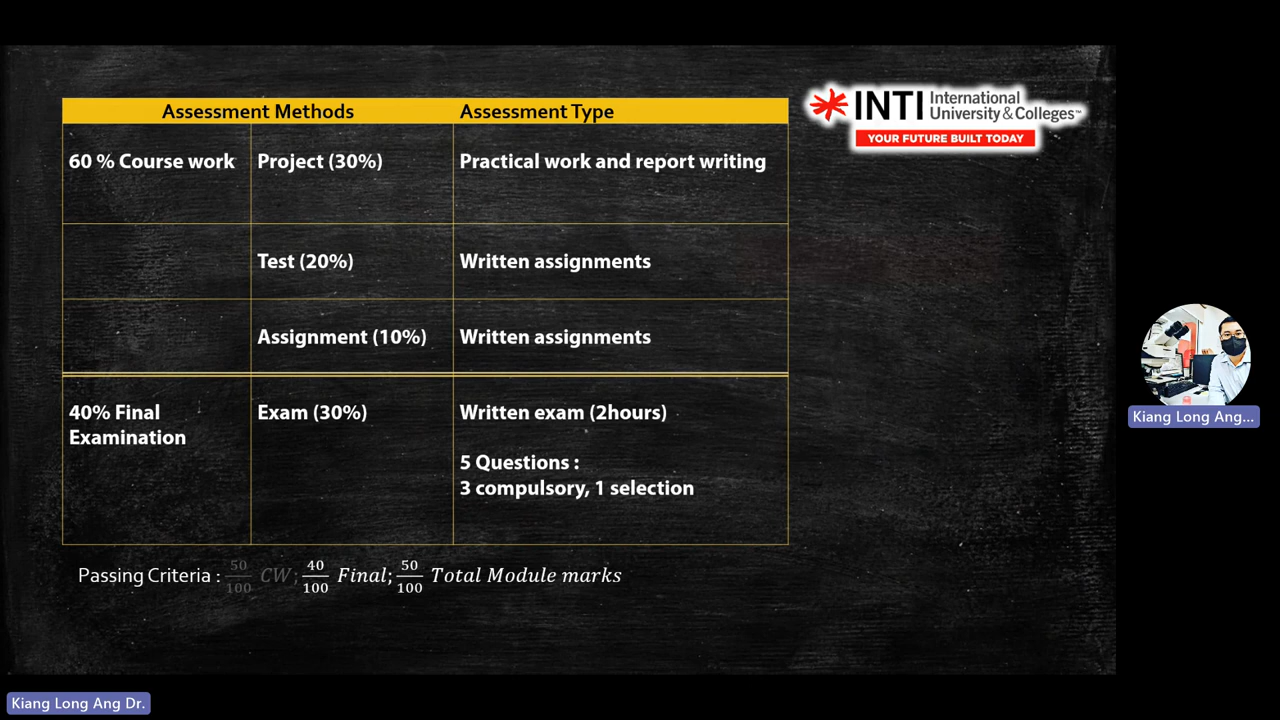 Assessment Methods Assessment Type
60 % Course work Project (30%) Practical work and report writing
Test (20%) Written assignments
Assignment (10%) Written assignments
40% Final Exam (30%) Written exam (2hours)
Examination
5 Questions :
3 compulsory, 1 selection
Passing Criteria : 50/100 CW; 40/100 Final; 50/100 Total Module marks
INTI International University & Colleges™
YOUR FUTURE BUILT TODAY
Kiang Long Ang...
Kiang Long Ang Dr.